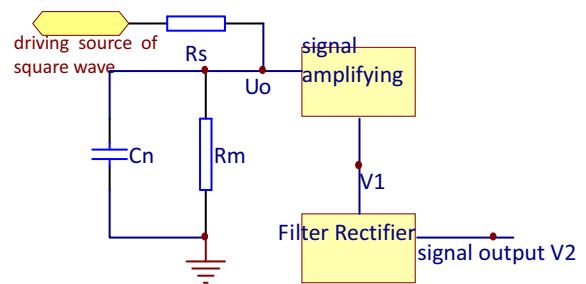 driving source of
square wave
Rs
Uo
signal
amplifying
Cn
Rm
V1
Filter Rectifier
signal output V2